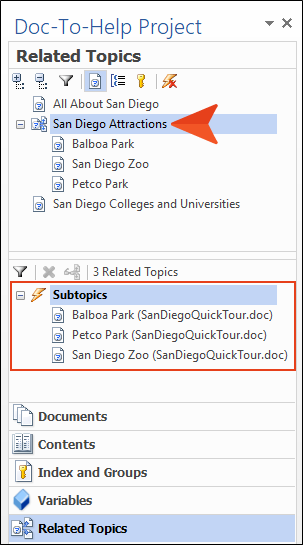 Doc-To-Help Project
Related Topics
All About San Diego
San Diego Attractions
Balboa Park
San Diego Zoo
Petco Park
San Diego Colleges and Universities
3 Related Topics
Subtopics
Balboa Park (SanDiegoQuickTour.doc)
Petco Park (SanDiegoQuickTour.doc)
San Diego Zoo (SanDiegoQuickTour.doc)
Documents
Contents
Index and Groups
Variables
Related Topics